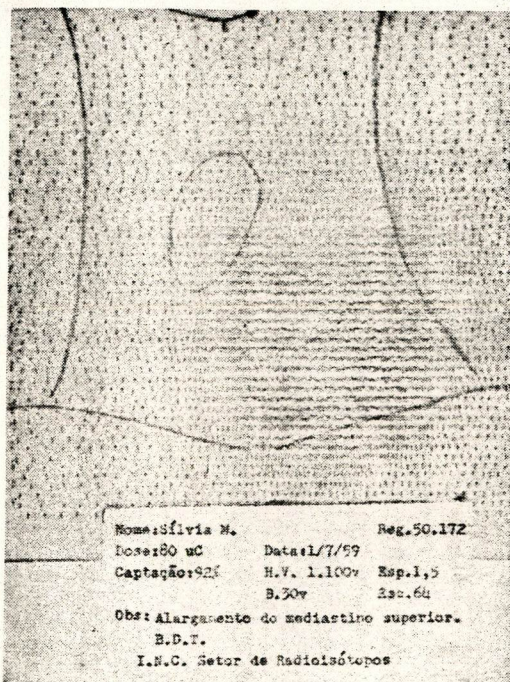 Nome:Sílvia M. Reg.50.172
Dose:80 uC Data:1/7/59
Captação:92% H.V. 1.100v Esp.1,5
B.30v Esc.64
Obs: Alargamento do mediastino superior.
B.D.T.
I.N.C. Setor de Radioisótopos